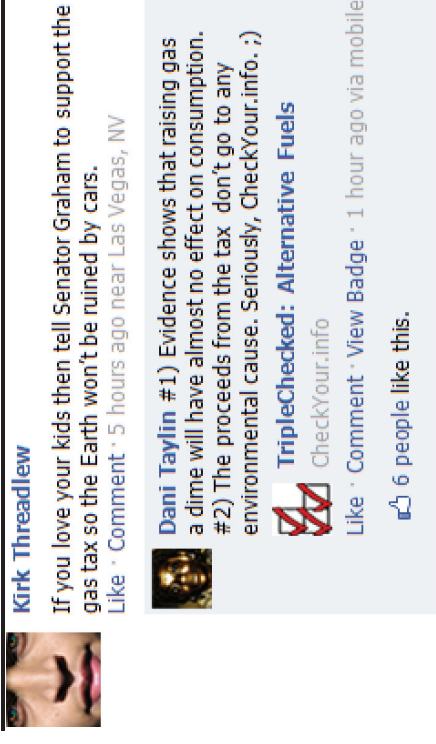 Kirk Threadlew
If you love your kids then tell Senator Graham to support the
gas tax so the Earth won't be ruined by cars.
Like · Comment · 5 hours ago near Las Vegas, NV
Dani Taylin #1) Evidence shows that raising gas
a dime will have almost no effect on consumption.
#2) The proceeds from the tax don't go to any
environmental cause. Seriously, CheckYour.info. ;)
TripleChecked: Alternative Fuels
CheckYour.info
Like · Comment · View Badge · 1 hour ago via mobile
6 people like this.